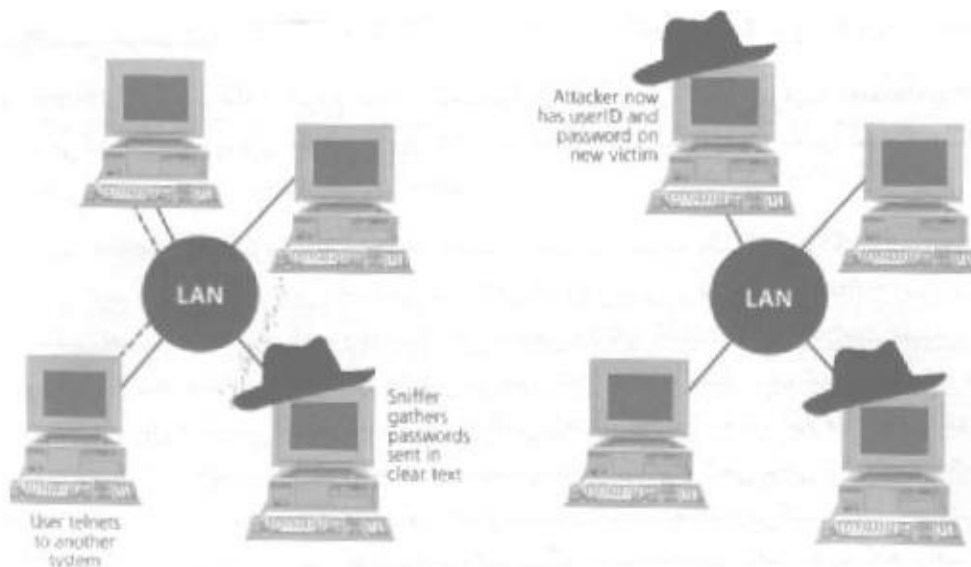 LAN
User telnets
to another
system
Sniffer
gathers
passwords
sent in
clear text
Attacker now
has userID and
password on
new victim
LAN